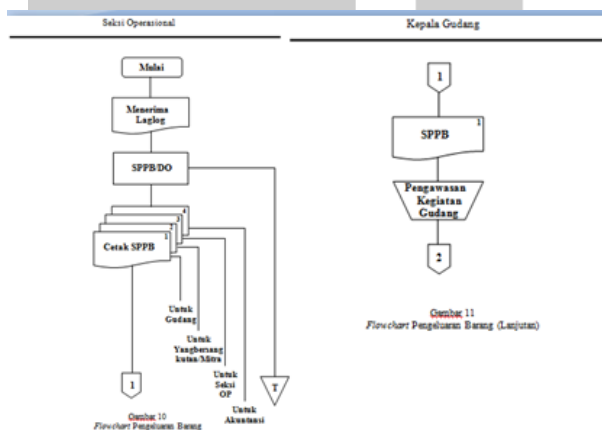 Seksi Operasional
Mulai
Menerima
Laglog
SPPB/DO
4
3
2
1
Cetak SPPB
Untuk
Gudang
Untuk
Yangbersang
kutan/Mitra
Untuk
Seksi
OP
Untuk
Akuntansi
T
1
Gambar 10
Flowchart Pengeluaran Barang
Kepala Gudang
1
1
SPPB
Pengawasan
Kegiatan
Gudang
2
Gambar 11
Flowchart Pengeluaran Barang (Lanjutan)